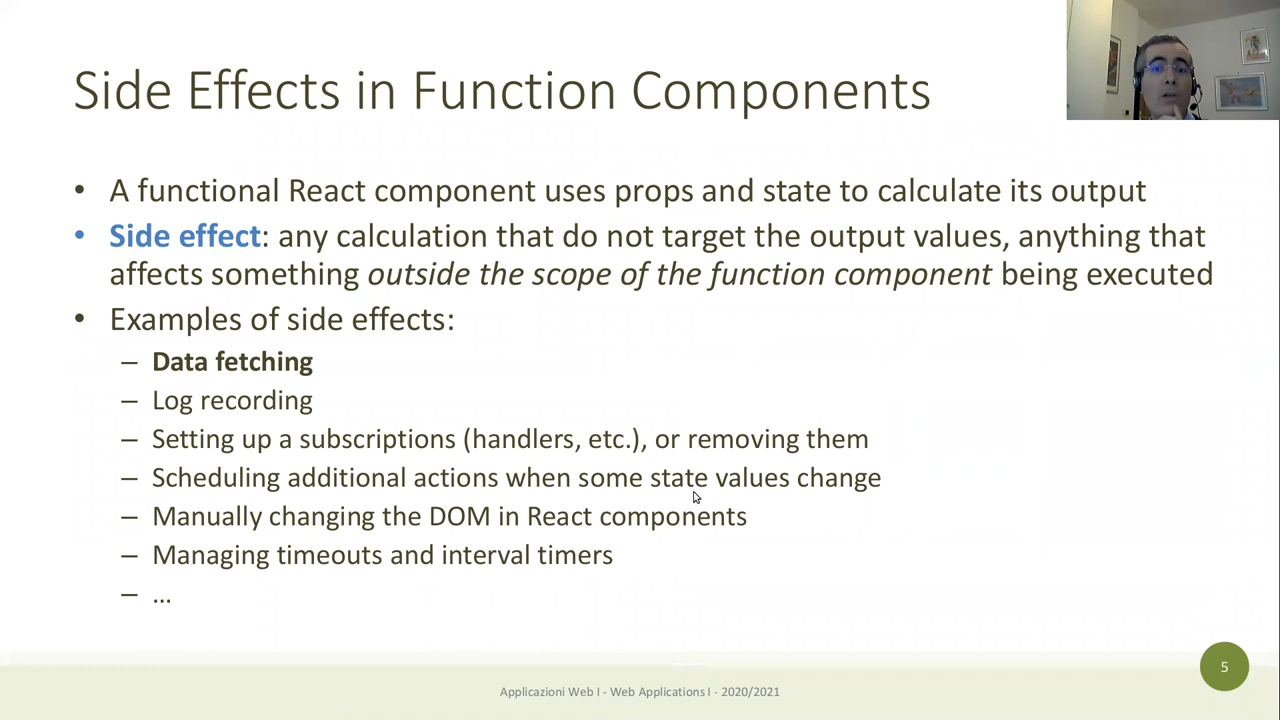 Side Effects in Function Components
• A functional React component uses props and state to calculate its output
• Side effect: any calculation that do not target the output values, anything that
affects something outside the scope of the function component being executed
• Examples of side effects:
– Data fetching
– Log recording
– Setting up a subscriptions (handlers, etc.), or removing them
– Scheduling additional actions when some state values change
– Manually changing the DOM in React components
– Managing timeouts and interval timers
– …
5
Applicazioni Web I - Web Applications I - 2020/2021